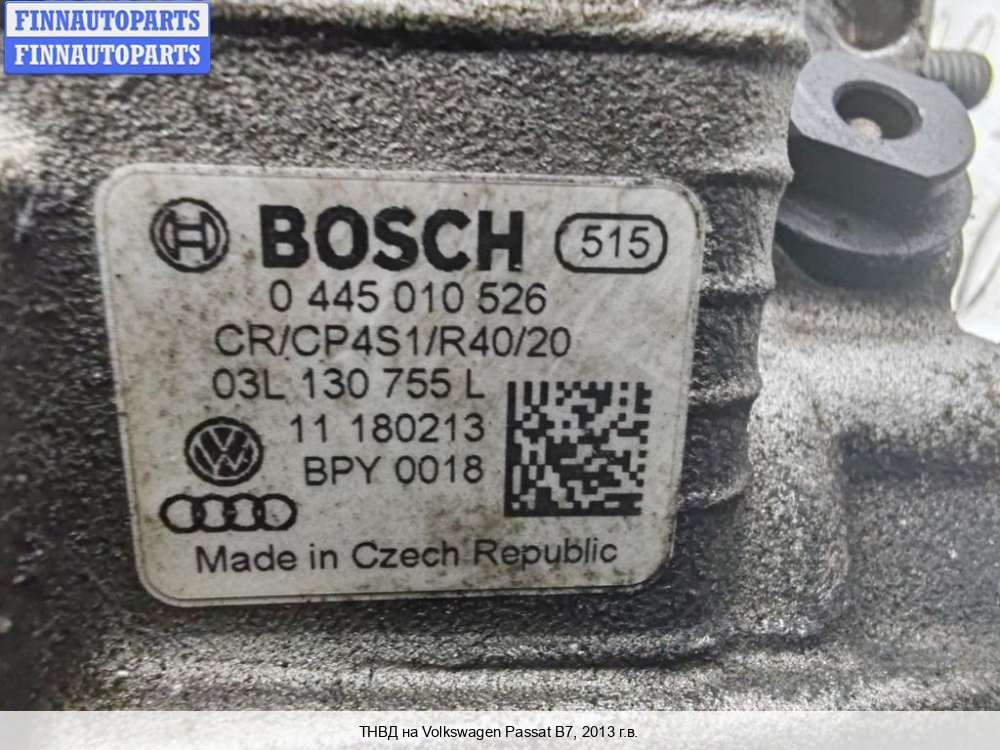 FINNAUTOPARTS
FINNAUTOPARTS
BOSCH 515
0 445 010 526
CR/CP4S1/R40/20
03L 130 755 L
11 180213
BPY 0018
Made in Czech Republic
ТНВД на Volkswagen Passat B7, 2013 г.в.